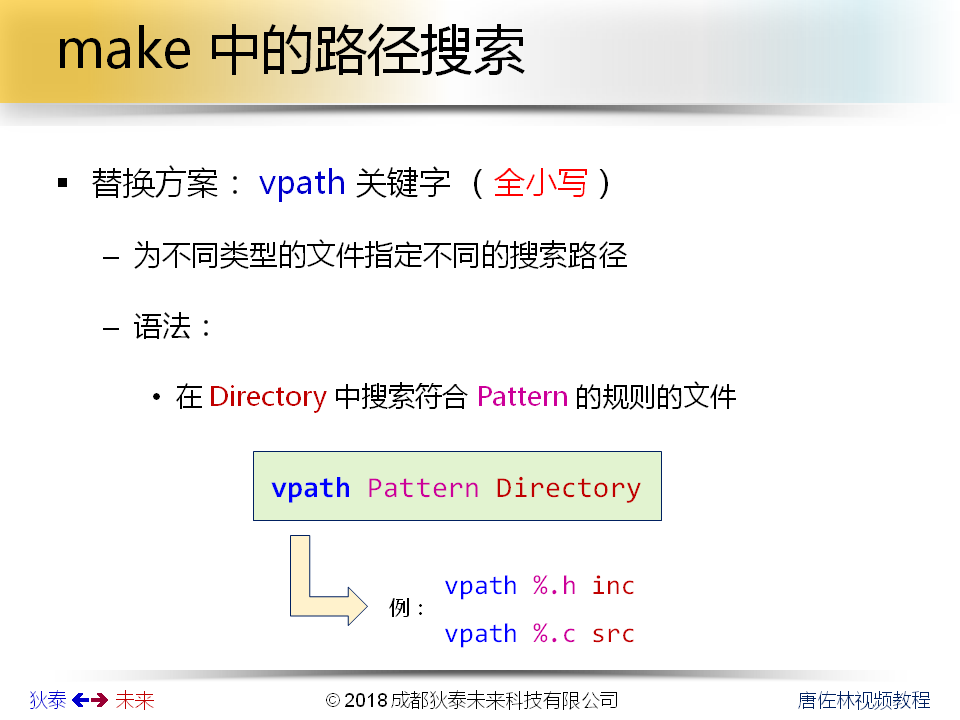 make 中的路径搜索
替换方案：vpath 关键字（全小写）
为不同类型的文件指定不同的搜索路径
语法：
在 Directory 中搜索符合 Pattern 的规则的文件
vpath Pattern Directory
例：
vpath %.h inc
vpath %.c src
狄泰 未来
© 2018 成都狄泰未来科技有限公司
唐佐林视频教程